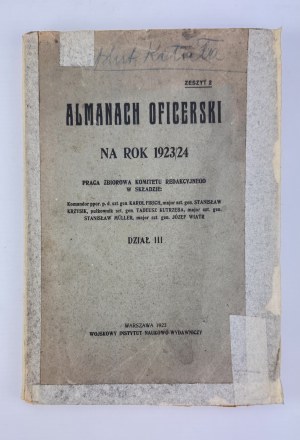 ZESZYT 2
ALMANACH OFICERSKI
NA ROK 1923/24
PRACA ZBIOROWA KOMITETU REDAKCYJNEGO
W SKŁADZIE:
Komandor ppor. p. d. szt gen. KAROL FIRICH, major szt. gen. STANISŁAW
KRZYSIK, pułkownik szt. gen. TADEUSZ KUTRZEBA, major szt. gen.
STANISŁAW MÜLLER, major szt. gen. JÓZEF WIATR
DZIAŁ III
WARSZAWA 1923
WOJSKOWY INSTYTUT NAUKOWO-WYDAWNICZY